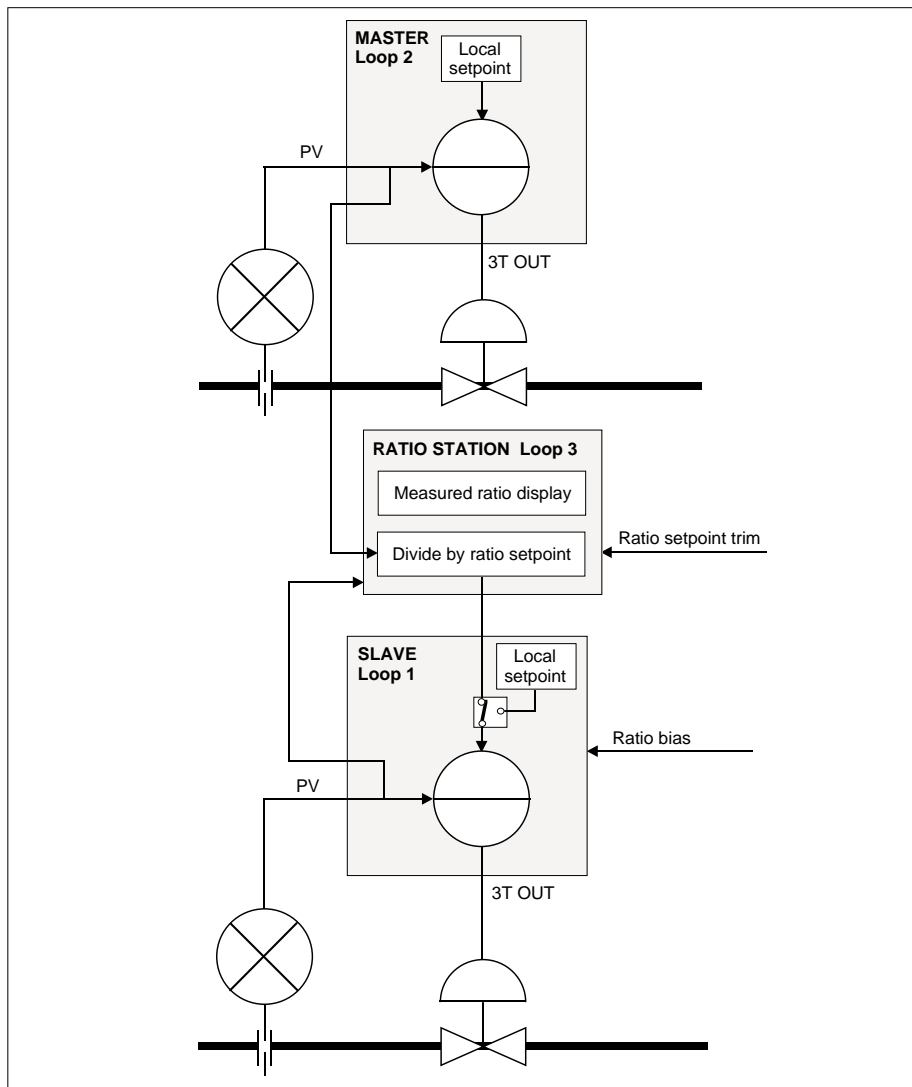 MASTER
Loop 2
Local
setpoint
PV
3T OUT
RATIO STATION Loop 3
Measured ratio display
Divide by ratio setpoint
Ratio setpoint trim
SLAVE
Loop 1
Local
setpoint
Ratio bias
PV
3T OUT